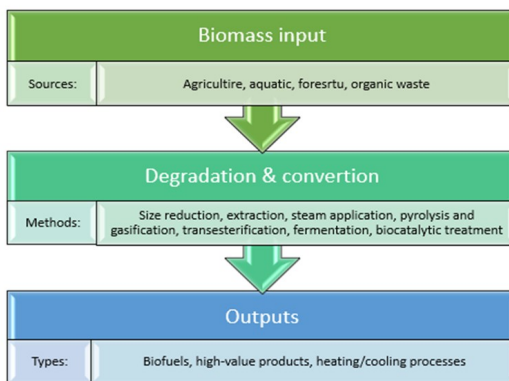 Biomass input
Sources:
Agricultire, aquatic, foresrtu, organic waste
Degradation & convertion
Methods:
Size reduction, extraction, steam application, pyrolysis and
gasification, transesterification, fermentation, biocatalytic treatment
Outputs
Types:
Biofuels, high-value products, heating/cooling processes